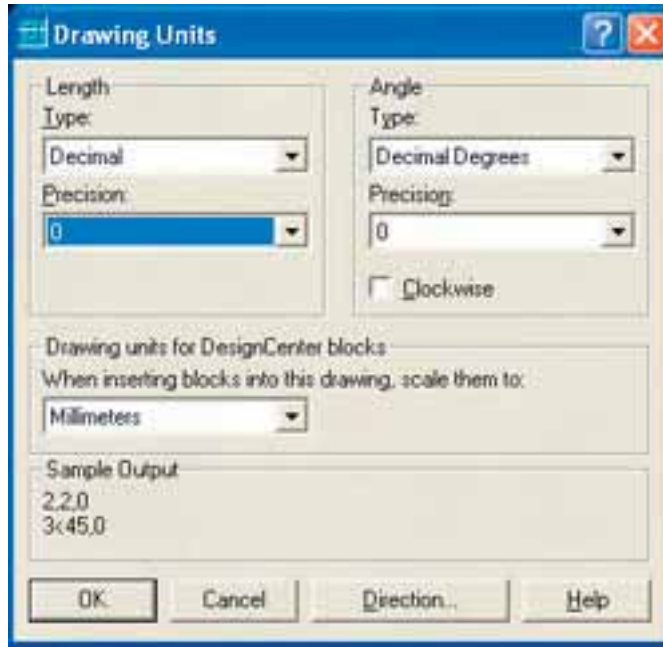 Drawing Units
Length
Type:
Decimal
Precision:
0
Angle
Type:
Decimal Degrees
Precision:
0
Clockwise
Drawing units for DesignCenter blocks
When inserting blocks into this drawing, scale them to:
Millimeters
Sample Output
2,2,0
3<45,0
OK
Cancel
Direction...
Help